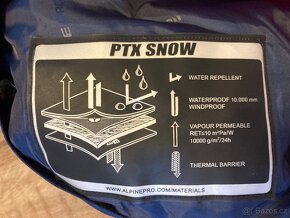 PTX SNOW
WATER REPELLENT
WATERPROOF 10.000 mm
WINDPROOF
VAPOUR PERMEABLE
RET≤10 m²Pa/W
10000 g/m²/24h
THERMAL BARRIER
WWW.ALPINEPRO.COM/MATERIALS